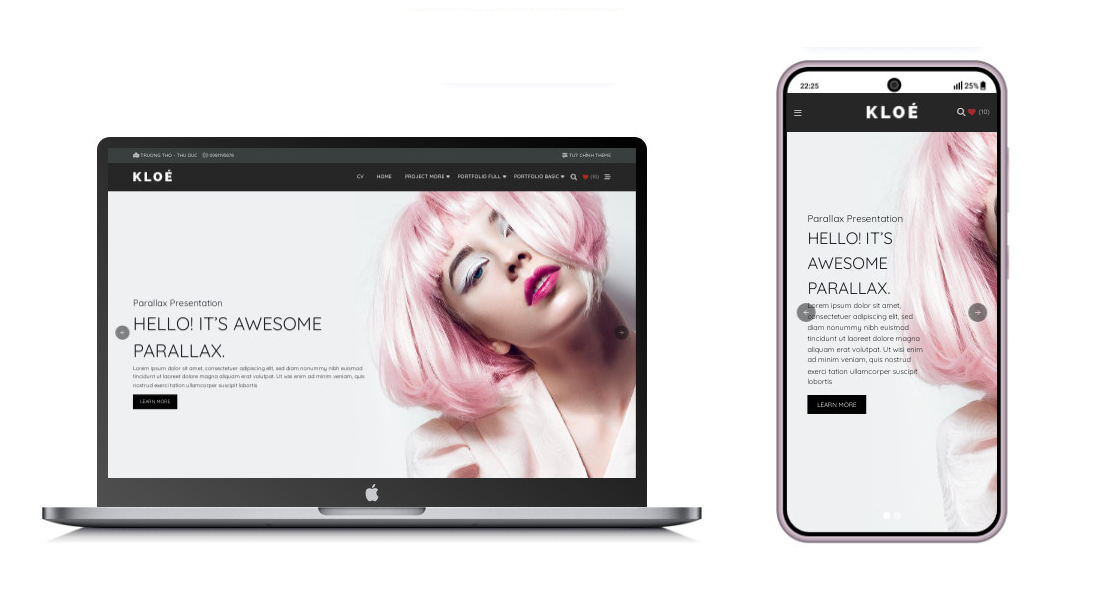 TRUONG THO - THU DUC 0981195878 TUỲ CHỈNH THEME
KLOÉ CV HOME PROJECT MORE PORTFOLIO FULL PORTFOLIO BASIC (10)
Parallax Presentation
HELLO! IT'S AWESOME
PARALLAX.
Lorem ipsum dolor sit amet, consectetuer adipiscing elit, sed diam nonummy nibh euismod
tincidunt ut laoreet dolore magna aliquam erat volutpat. Ut wisi enim ad minim veniam, quis
nostrud exerci tation ullamcorper suscipit lobortis
LEARN MORE
22:25 25%
KLOÉ (10)
Parallax Presentation
HELLO! IT'S
AWESOME
PARALLAX.
Lorem ipsum dolor sit amet,
consectetuer adipiscing elit, sed
diam nonummy nibh euismod
tincidunt ut laoreet dolore magna
aliquam erat volutpat. Ut wisi enim
ad minim veniam, quis nostrud
exerci tation ullamcorper suscipit
lobortis
LEARN MORE